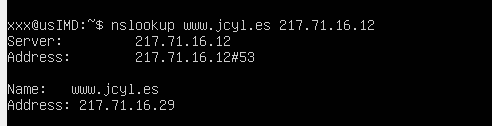 xxx@usIMD:~$ nslookup www.jcyl.es 217.71.16.12
Server:         217.71.16.12
Address:        217.71.16.12#53
Name:   www.jcyl.es
Address: 217.71.16.29